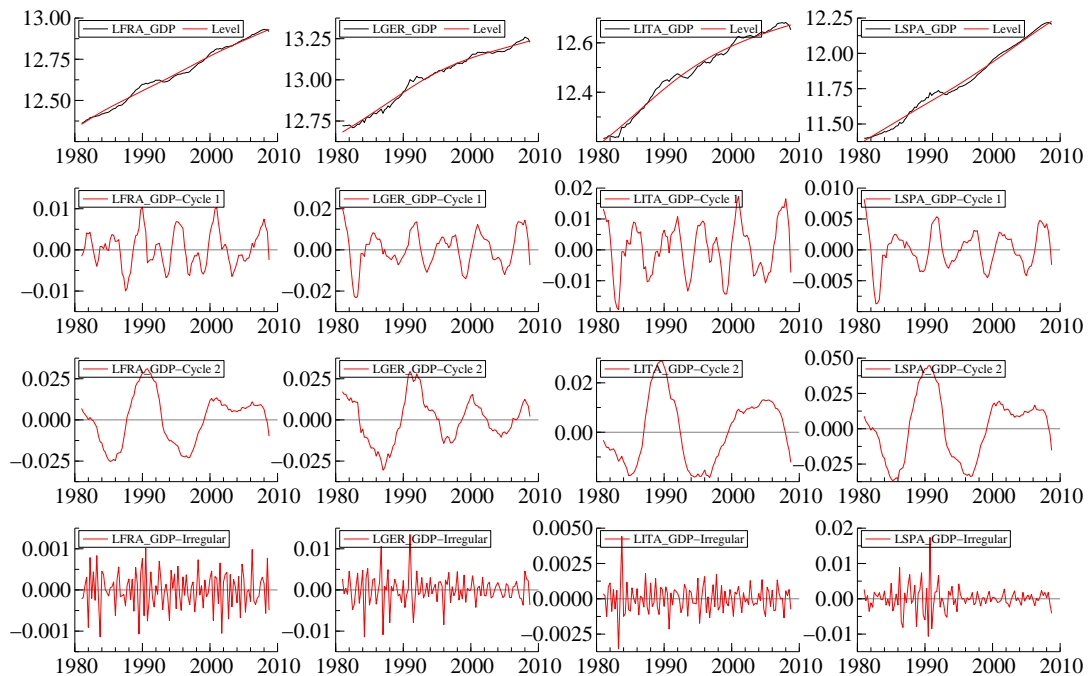 LFRA_GDP Level
13.00
12.75
12.50
1980 1990 2000 2010
LGER_GDP Level
13.25
13.00
12.75
1980 1990 2000 2010
LITA_GDP Level
12.6
12.4
1980 1990 2000 2010
LSPA_GDP Level
12.25
12.00
11.75
11.50
1980 1990 2000 2010
LFRA_GDP−Cycle 1
0.01
0.00
−0.01
1980 1990 2000 2010
LGER_GDP−Cycle 1
0.02
0.00
−0.02
1980 1990 2000 2010
LITA_GDP−Cycle 1
0.02
0.01
0.00
−0.01
1980 1990 2000 2010
LSPA_GDP−Cycle 1
0.010
0.005
0.000
−0.005
1980 1990 2000 2010
LFRA_GDP−Cycle 2
0.025
0.000
−0.025
1980 1990 2000 2010
LGER_GDP−Cycle 2
0.025
0.000
−0.025
1980 1990 2000 2010
LITA_GDP−Cycle 2
0.02
0.00
1980 1990 2000 2010
LSPA_GDP−Cycle 2
0.050
0.025
0.000
−0.025
1980 1990 2000 2010
LFRA_GDP−Irregular
0.001
0.000
−0.001
1980 1990 2000 2010
LGER_GDP−Irregular
0.01
0.00
−0.01
1980 1990 2000 2010
LITA_GDP−Irregular
0.0050
0.0025
0.0000
−0.0025
1980 1990 2000 2010
LSPA_GDP−Irregular
0.02
0.01
0.00
−0.01
1980 1990 2000 2010